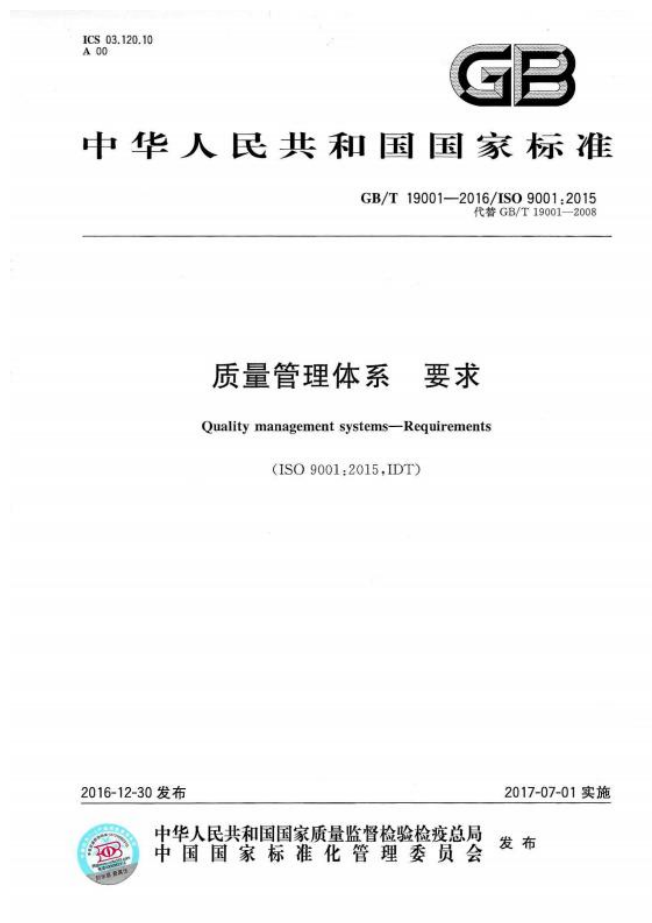 ICS 03.120.10
A 00
GB
中华人民共和国国家标准
GB/T 19001—2016/ISO 9001:2015
代替 GB/T 19001—2008
质量管理体系 要求
Quality management systems—Requirements
(ISO 9001:2015,IDT)
2016-12-30 发布
2017-07-01 实施
中华人民共和国国家质量监督检验检疫总局
中国国家标准化管理委员会
发布